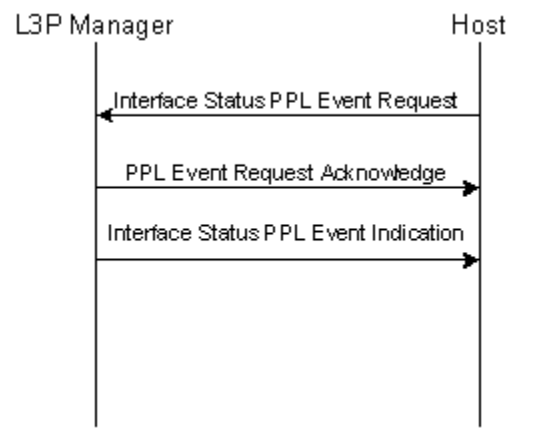 L3P Manager Host
Interface Status PPL Event Request
PPL Event Request Acknowledge
Interface Status PPL Event Indication